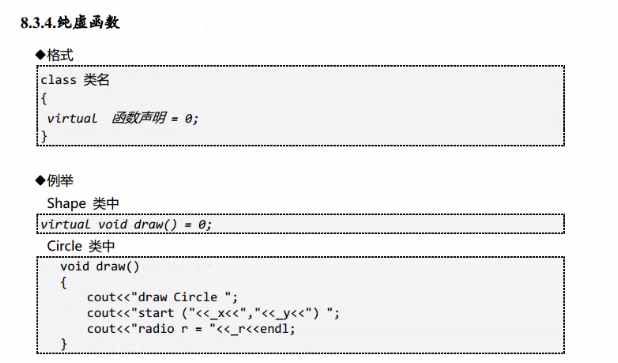 8.3.4.纯虚函数
◆格式
class 类名
{
virtual 函数声明 = 0;
}
◆例举
Shape 类中
virtual void draw() = 0;
Circle 类中
void draw()
{
cout<<"draw Circle ";
cout<<"start ("<<_x<<","<<_y<<") ";
cout<<"radio r = "<<_r<<endl;
}